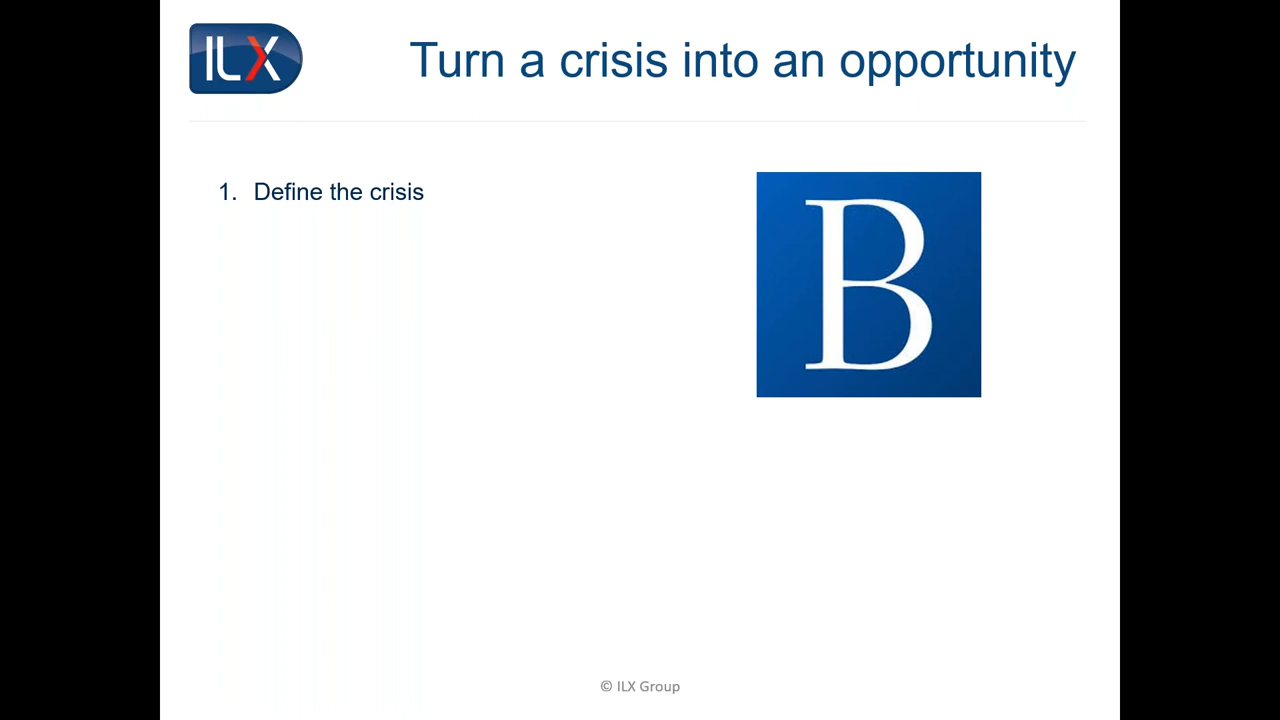 ILX
Turn a crisis into an opportunity
1. Define the crisis
B
© ILX Group